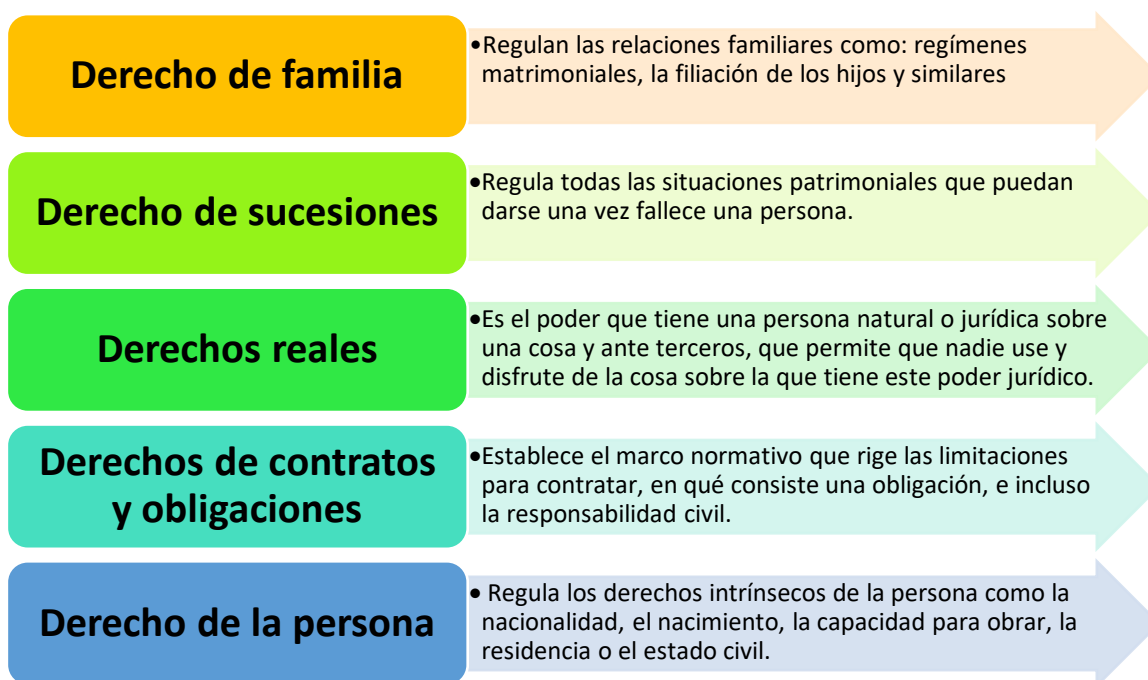 Derecho de familia
•Regulan las relaciones familiares como: regímenes
matrimoniales, la filiación de los hijos y similares
Derecho de sucesiones
•Regula todas las situaciones patrimoniales que puedan
darse una vez fallece una persona.
Derechos reales
•Es el poder que tiene una persona natural o jurídica sobre
una cosa y ante terceros, que permite que nadie use y
disfrute de la cosa sobre la que tiene este poder jurídico.
Derechos de contratos
y obligaciones
•Establece el marco normativo que rige las limitaciones
para contratar, en qué consiste una obligación, e incluso
la responsabilidad civil.
Derecho de la persona
• Regula los derechos intrínsecos de la persona como la
nacionalidad, el nacimiento, la capacidad para obrar, la
residencia o el estado civil.